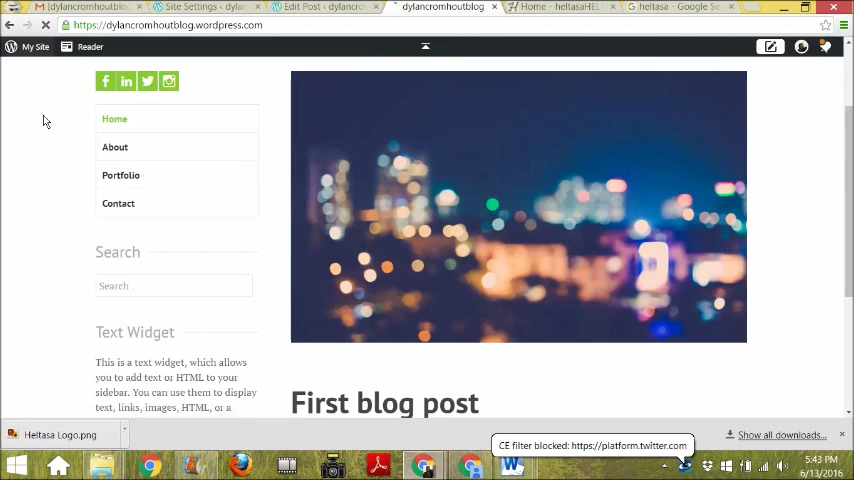 [dylancromhoutblog.
Site Settings ‹ dylan
Edit Post ‹ dylancrom
dylancromhoutblog
Home - heltasaHEL
heltasa - Google Se
https://dylancromhoutblog.wordpress.com
My Site
Reader
Home
About
Portfolio
Contact
Search
Search ...
Text Widget
This is a text widget, which allows
you to add text or HTML to your
sidebar. You can use them to display
text, links, images, HTML, or a
First blog post
Heltasa Logo.png
CE filter blocked: https://platform.twitter.com
Show all downloads...
5:43 PM
6/13/2016